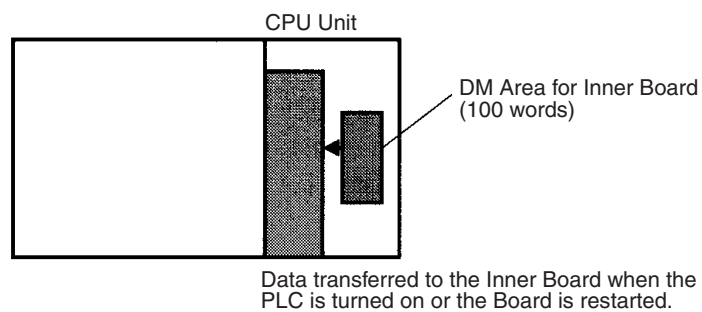 CPU Unit
DM Area for Inner Board
(100 words)
Data transferred to the Inner Board when the
PLC is turned on or the Board is restarted.